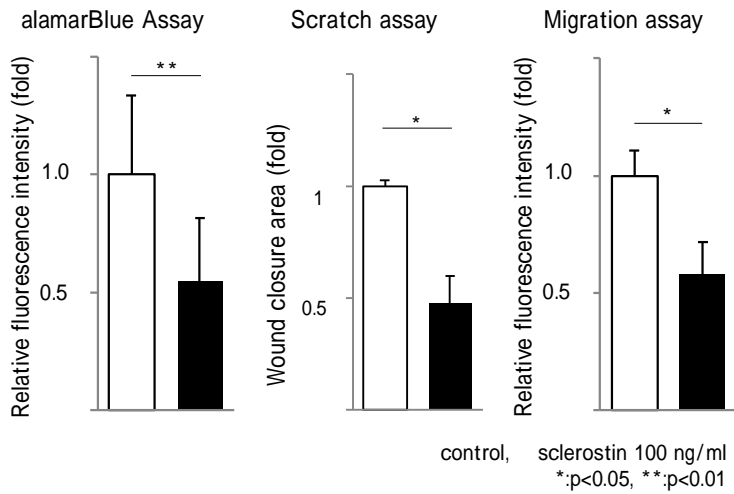 alamarBlue Assay
Scratch assay
Migration assay
**
*
*
Relative fluorescence intensity (fold)
1.0
0.5
Wound closure area (fold)
1
0.5
Relative fluorescence intensity (fold)
1.0
0.5
control, sclerostin 100 ng/ml
*:p<0.05, **:p<0.01